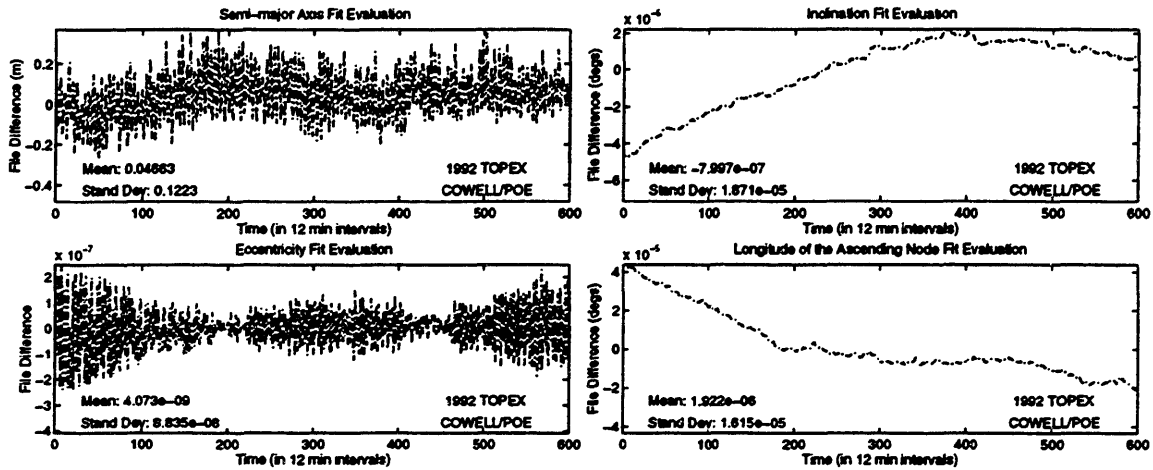 Semi-major Axis Fit Evaluation
File Difference (m)
0.2
0
-0.2
-0.4
Mean: 0.04663
Stand Dev: 0.1223
1992 TOPEX
COWELL/POE
0 100 200 300 400 500 600
Time (in 12 min intervals)
Inclination Fit Evaluation
x 10^-5
File Difference (degs)
2
0
-2
-4
-6
Mean: -7.997e-07
Stand Dev: 1.871e-05
1992 TOPEX
COWELL/POE
0 100 200 300 400 500 600
Time (in 12 min intervals)
Eccentricity Fit Evaluation
x 10^-7
File Difference
2
1
0
-1
-2
-3
-4
Mean: 4.073e-09
Stand Dev: 8.835e-08
1992 TOPEX
COWELL/POE
0 100 200 300 400 500 600
Time (in 12 min intervals)
Longitude of the Ascending Node Fit Evaluation
x 10^-5
File Difference (degs)
4
2
0
-2
-4
Mean: 1.922e-06
Stand Dev: 1.615e-05
1992 TOPEX
COWELL/POE
0 100 200 300 400 500 600
Time (in 12 min intervals)